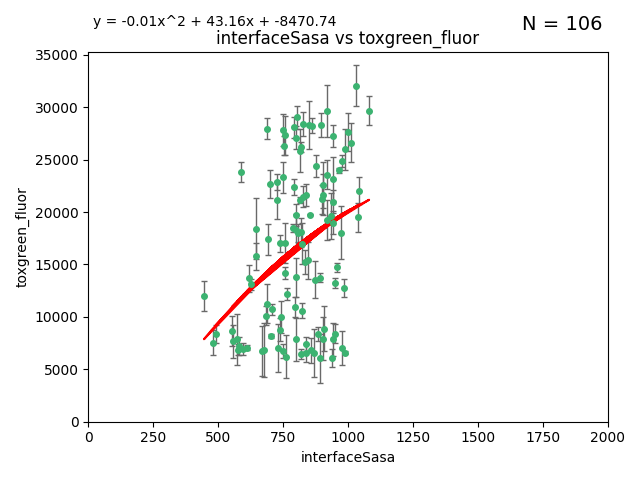 y = -0.01x^2 + 43.16x + -8470.74
N = 106
interfaceSasa vs toxgreen_fluor
35000
30000
25000
20000
15000
10000
5000
0
toxgreen_fluor
0 250 500 750 1000 1250 1500 1750 2000
interfaceSasa